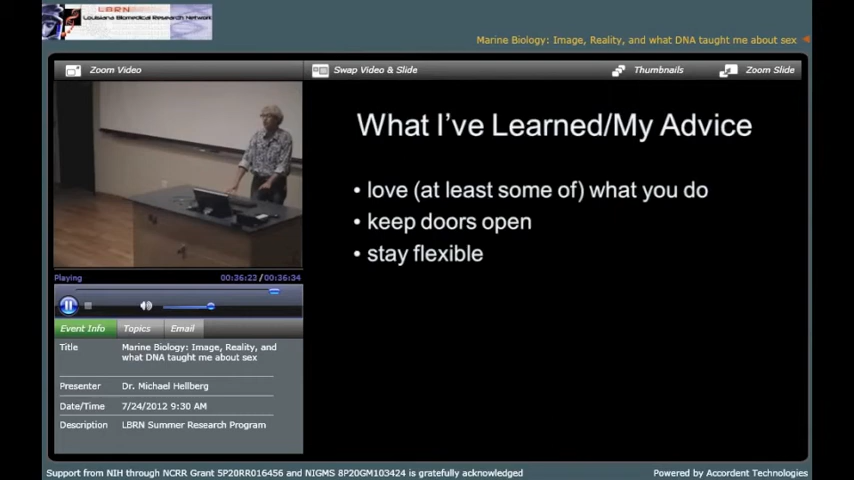 LBRN
Louisiana Biomedical Research Network
Marine Biology: Image, Reality, and what DNA taught me about sex
Zoom Video
Swap Video & Slide
Thumbnails
Zoom Slide
What I've Learned/My Advice
• love (at least some of) what you do
• keep doors open
• stay flexible
Playing
00:36:23/00:36:34
Event Info
Topics
Email
Title
Marine Biology: Image, Reality, and
what DNA taught me about sex
Presenter
Dr. Michael Hellberg
Date/Time
7/24/2012 9:30 AM
Description
LBRN Summer Research Program
Support from NIH through NCRR Grant 5P20RR016456 and NIGMS 8P20GM103424 is gratefully acknowledged
Powered by Accordent Technologies